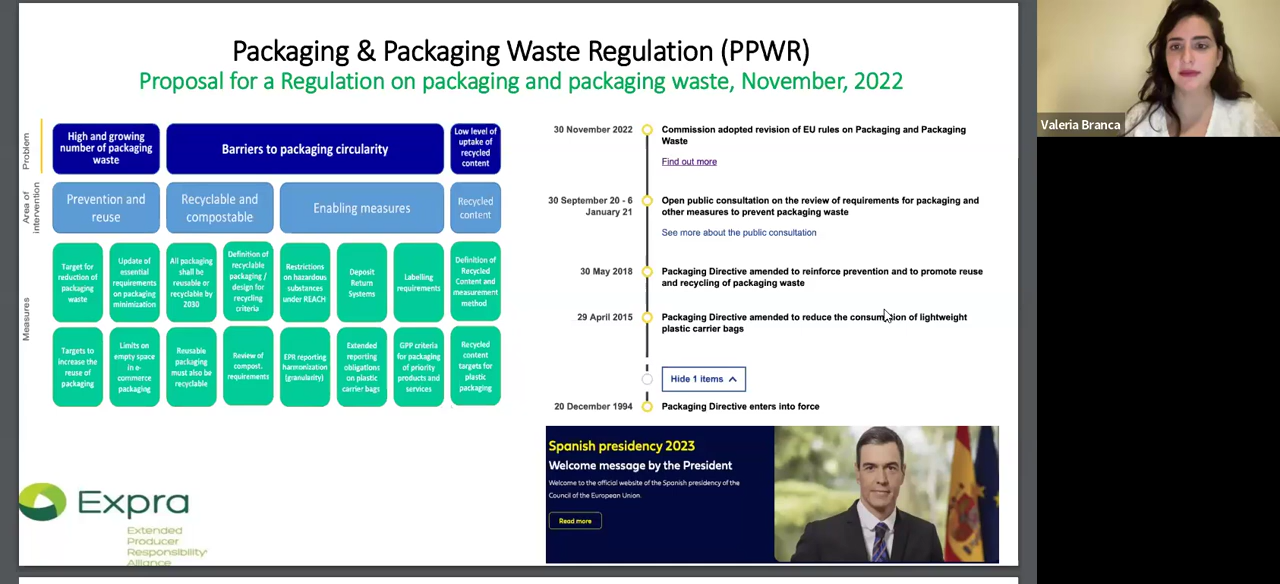 Packaging & Packaging Waste Regulation (PPWR)
Proposal for a Regulation on packaging and packaging waste, November, 2022
Problem
High and growing
number of packaging
waste
Barriers to packaging circularity
Low level of
uptake of
recycled
content
Area of
intervention
Prevention and
reuse
Recyclable and
compostable
Enabling measures
Recycled
content
Measures
Target for
reduction of
packaging
waste
Update of
essential
requirements
on packaging
minimization
All packaging
shall be
reusable or
recyclable by
2030
Definition of
recyclable
packaging /
design for
recycling
criteria
Restrictions
on hazardous
substances
under REACH
Deposit
Return
Systems
Labelling
requirements
Definition of
Recycled
Content and
measurement
method
Targets to
increase the
reuse of
packaging
Limits on
empty space
in e-
commerce
packaging
Reusable
packaging
must also be
recyclable
Review of
compost.
requirements
EPR reporting
harmonization
(granularity)
Extended
reporting
obligations
on plastic
carrier bags
GPP criteria
for packaging
of priority
products and
services
Recycled
content
targets for
plastic
packaging
30 November 2022
Commission adopted revision of EU rules on Packaging and Packaging
Waste
Find out more
30 September 20 - 6
January 21
Open public consultation on the review of requirements for packaging and
other measures to prevent packaging waste
See more about the public consultation
30 May 2018
Packaging Directive amended to reinforce prevention and to promote reuse
and recycling of packaging waste
29 April 2015
Packaging Directive amended to reduce the consumption of lightweight
plastic carrier bags
Hide 1 items
20 December 1994
Packaging Directive enters into force
Spanish presidency 2023
Welcome message by the President
Welcome to the official website of the Spanish presidency of the
Council of the European Union.
Read more
Expra
Extended
Producer
Responsibility
Alliance
Valeria Branca